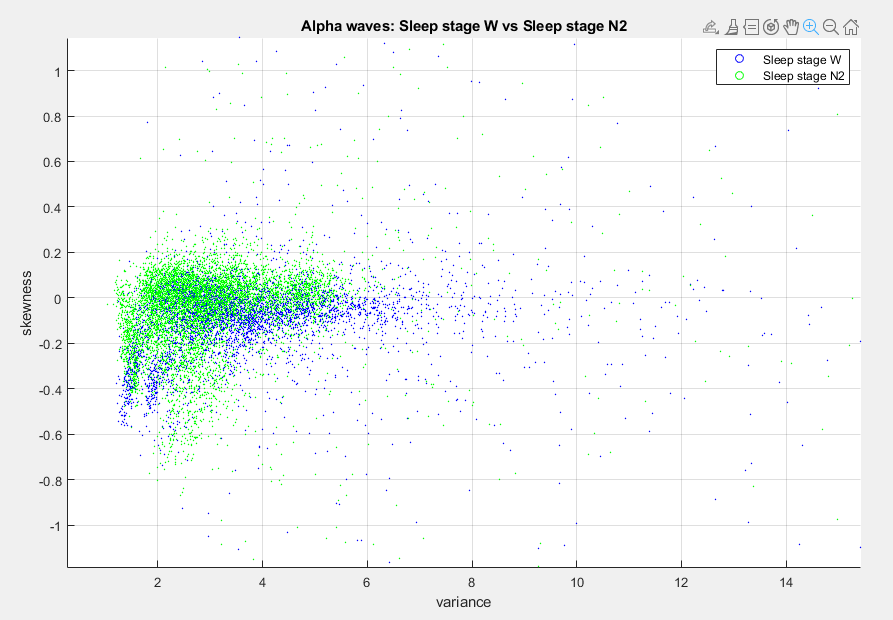 Alpha waves: Sleep stage W vs Sleep stage N2
Sleep stage W
Sleep stage N2
1
0.8
0.6
0.4
0.2
0
-0.2
-0.4
-0.6
-0.8
-1
skewness
2 4 6 8 10 12 14
variance